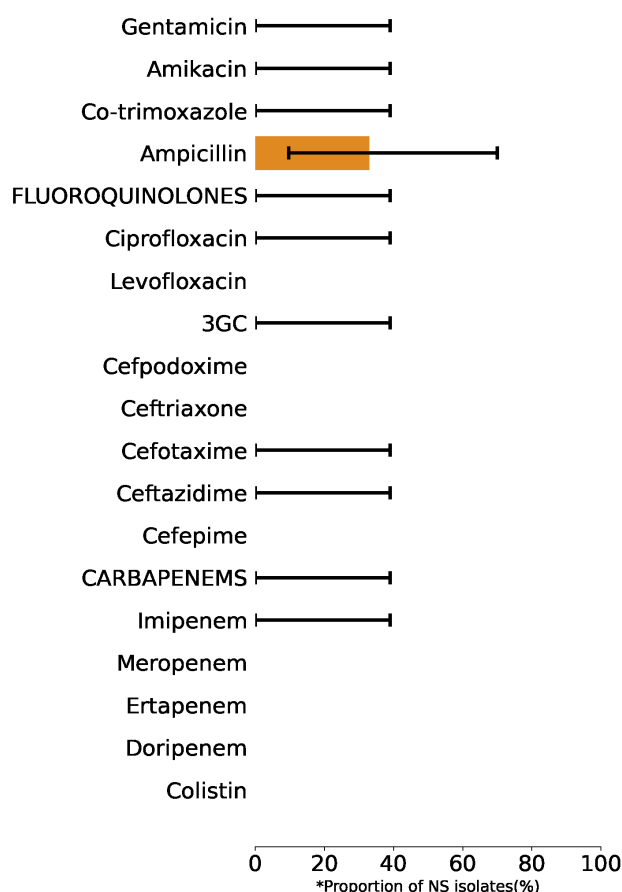 Gentamicin
Amikacin
Co-trimoxazole
Ampicillin
FLUOROQUINOLONES
Ciprofloxacin
Levofloxacin
3GC
Cefpodoxime
Ceftriaxone
Cefotaxime
Ceftazidime
Cefepime
CARBAPENEMS
Imipenem
Meropenem
Ertapenem
Doripenem
Colistin
0 20 40 60 80 100
*Proportion of NS isolates(%)